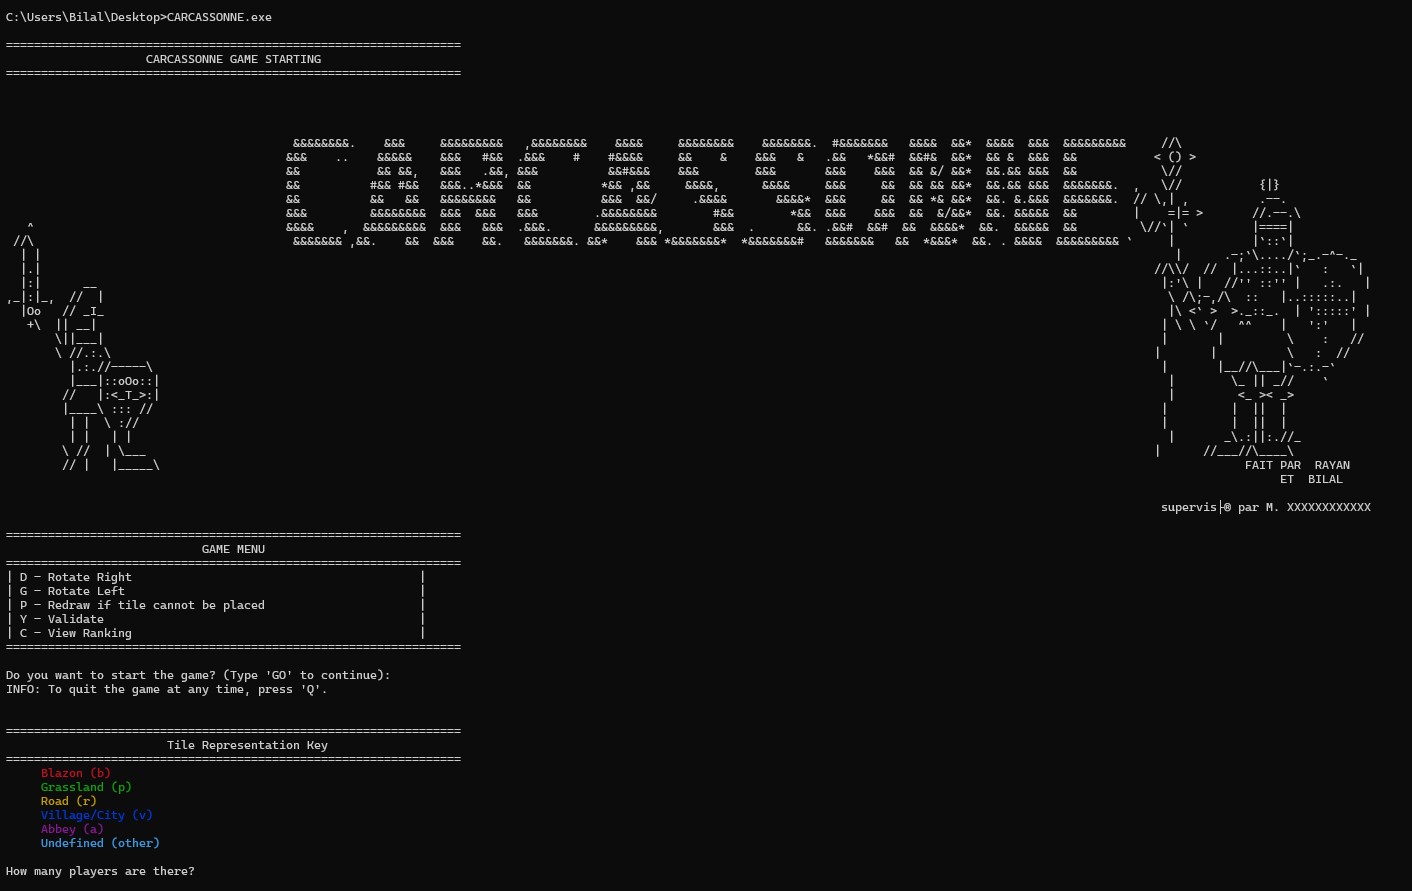 C:\Users\Bilal\Desktop>CARCASSONNE.exe
CARCASSONNE GAME STARTING
CARCASSONNE
FAIT PAR  RAYAN
ET  BILAL
supervis├® par M. XXXXXXXXXXXX
GAME MENU
| D - Rotate Right |
| G - Rotate Left |
| P - Redraw if tile cannot be placed |
| Y - Validate |
| C - View Ranking |
Do you want to start the game? (Type 'GO' to continue):
INFO: To quit the game at any time, press 'Q'.
Tile Representation Key
Blazon (b)
Grassland (p)
Road (r)
Village/City (v)
Abbey (a)
Undefined (other)
How many players are there?